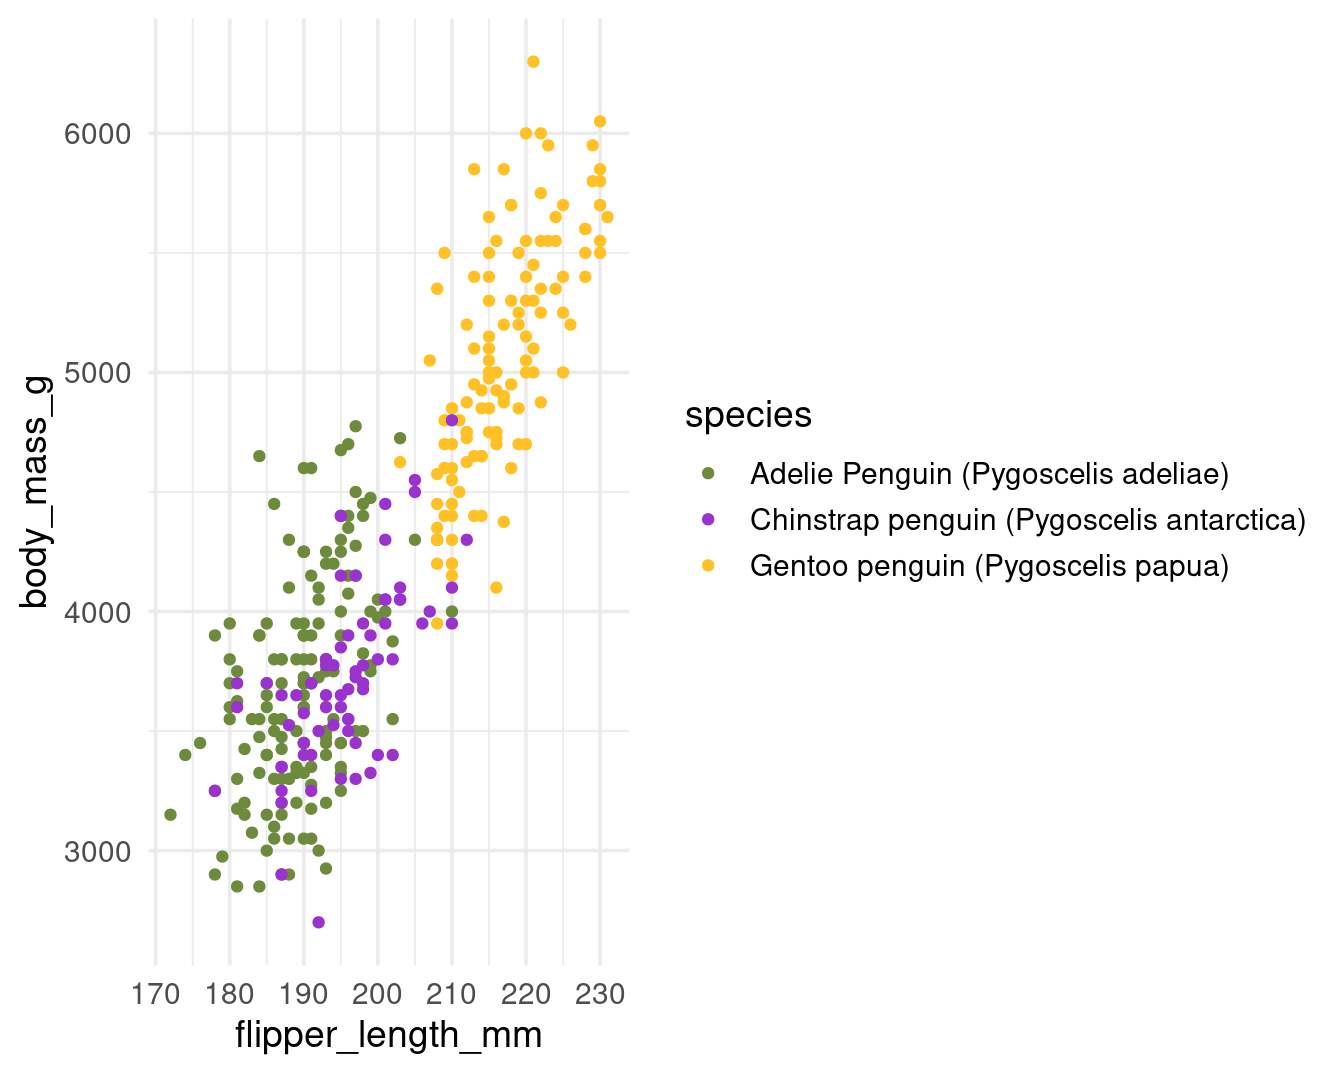 6000
5000
4000
3000
body_mass_g
170 180 190 200 210 220 230
flipper_length_mm
species
Adelie Penguin (Pygoscelis adeliae)
Chinstrap penguin (Pygoscelis antarctica)
Gentoo penguin (Pygoscelis papua)